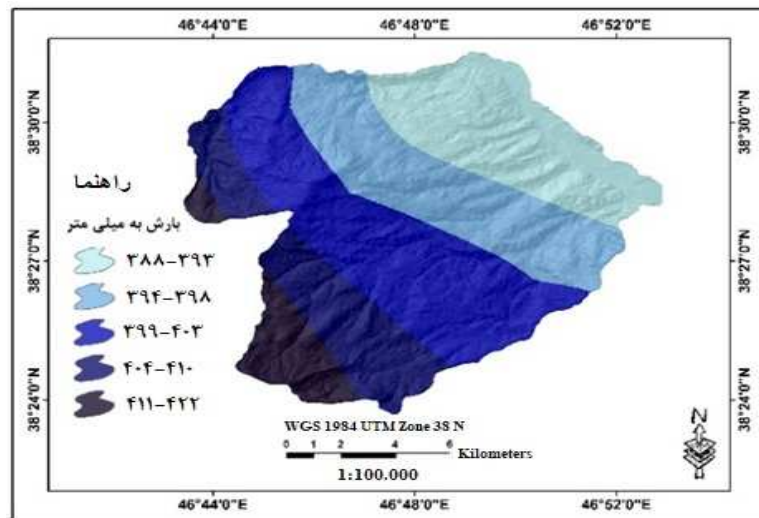 46°44'0"E 46°48'0"E 46°52'0"E
38°30'0"N 38°30'0"N
38°27'0"N 38°27'0"N
38°24'0"N 38°24'0"N
راهنما
بارش به میلی متر
۳۸۸-۳۹۳
۳۹۴-۳۹۸
۳۹۹-۴۰۳
۴۰۴-۴۱۰
۴۱۱-۴۲۲
WGS 1984 UTM Zone 38 N
0 1 2 4 6
Kilometers
1:100.000
N
46°44'0"E 46°48'0"E 46°52'0"E